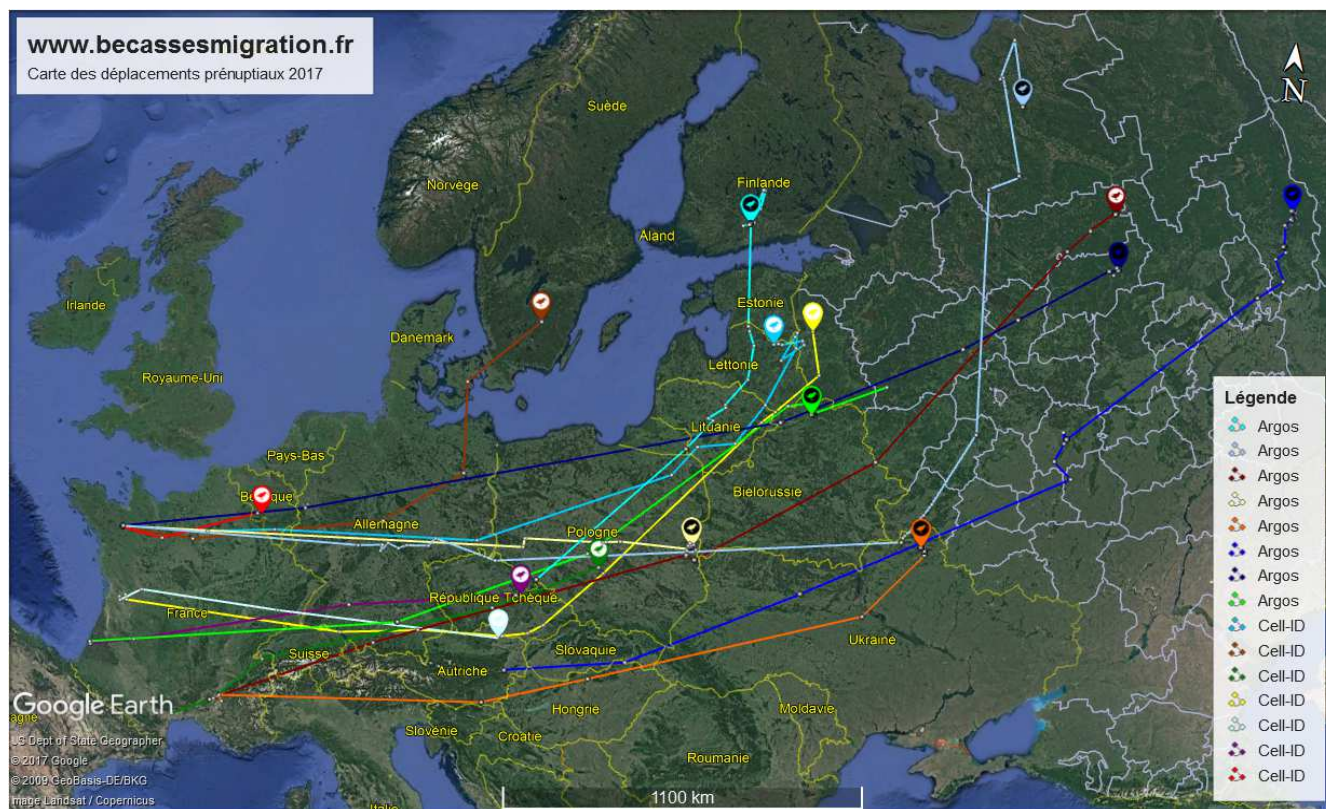 www.becassesmigration.fr
Carte des déplacements prénuptiaux 2017
N
Suède
Norvège
Finlande
Åland
Estonie
Irlande
Danemark
Lettonie
Royaume-Uni
Lituanie
Pays-Bas
Belgique
Biélorussie
Allemagne
Pologne
République Tchèque
France
Ukraine
Suisse
Slovaquie
Autriche
Hongrie
Moldavie
Slovénie
Croatie
Roumanie
Italie
Légende
Argos
Argos
Argos
Argos
Argos
Argos
Argos
Argos
Cell-ID
Cell-ID
Cell-ID
Cell-ID
Cell-ID
Cell-ID
Cell-ID
Google Earth
US Dept of State Geographer
© 2017 Google
© 2009 GeoBasis-DE/BKG
Image Landsat / Copernicus
1100 km